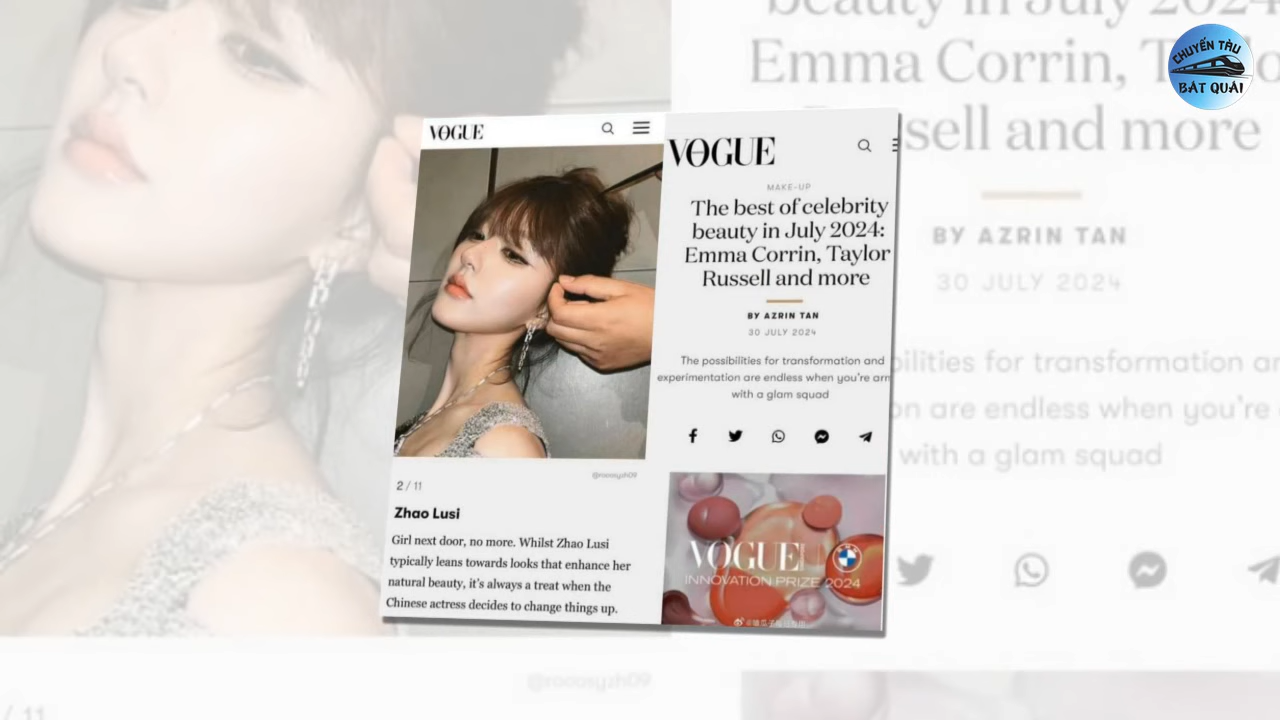 beauty in July 2024
Emma Corrin, T
sell and more
BY AZRIN TAN
30 JULY 2024
bilities for transformation
on are endless when you're
with a glam squad
@rooosyzh09
/ 11
CHUYẾN TÀU
BÁT QUÁI
VOGUE
@rooosyzh09
2 / 11
Zhao Lusi
Girl next door, no more. Whilst Zhao Lusi
typically leans towards looks that enhance her
natural beauty, it's always a treat when the
Chinese actress decides to change things up.
VOGUE
MAKE-UP
The best of celebrity
beauty in July 2024:
Emma Corrin, Taylor
Russell and more
BY AZRIN TAN
30 JULY 2024
The possibilities for transformation and
experimentation are endless when you're arm
with a glam squad
VOGUE
BMW
INNOVATION PRIZE 2024